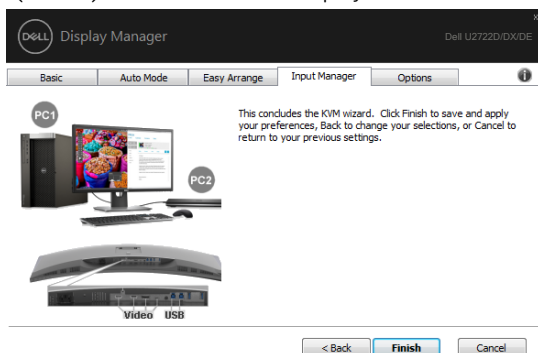 DELL Display Manager
Dell U2722D/DX/DE
Basic
Auto Mode
Easy Arrange
Input Manager
Options
PC1
This concludes the KVM wizard. Click Finish to save and apply
your preferences, Back to change your selections, or Cancel to
return to your previous settings.
PC2
Video USB
< Back
Finish
Cancel